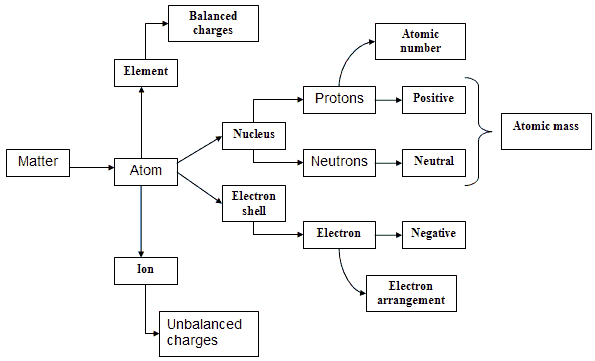 Balanced
charges
Atomic
number
Element
Protons
Positive
Nucleus
Atomic mass
Matter
Atom
Neutrons
Neutral
Electron
shell
Electron
Negative
Ion
Electron
arrangement
Unbalanced
charges